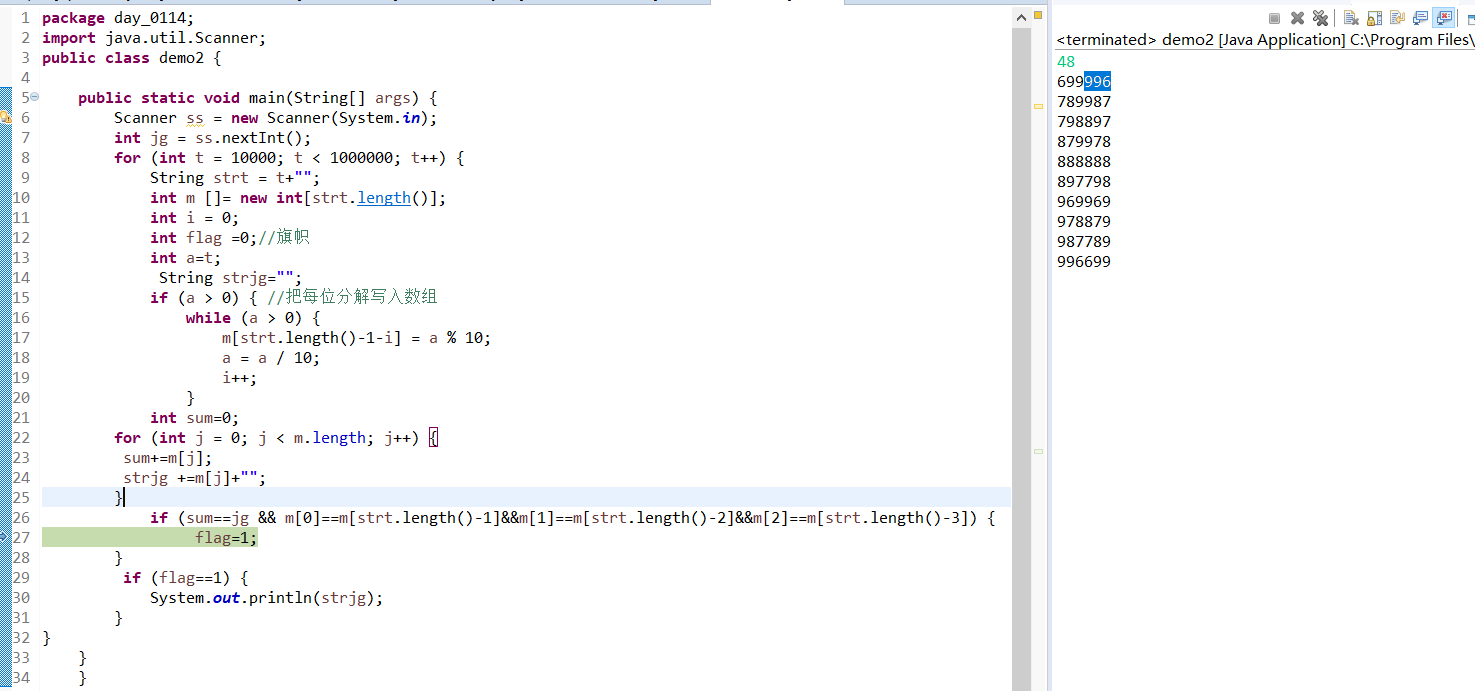 1 package day_0114;
2 import java.util.Scanner;
3 public class demo2 {
4
5 public static void main(String[] args) {
6 Scanner ss = new Scanner(System.in);
7 int jg = ss.nextInt();
8 for (int t = 10000; t < 1000000; t++) {
9 String strt = t+"";
10 int m []= new int[strt.length()];
11 int i = 0;
12 int flag =0;//旗帜
13 int a=t;
14 String strjg="";
15 if (a > 0) { //把每位分解写入数组
16 while (a > 0) {
17 m[strt.length()-1-i] = a % 10;
18 a = a / 10;
19 i++;
20 }
21 int sum=0;
22 for (int j = 0; j < m.length; j++) {
23 sum+=m[j];
24 strjg +=m[j]+"";
25 }
26 if (sum==jg && m[0]==m[strt.length()-1]&&m[1]==m[strt.length()-2]&&m[2]==m[strt.length()-3]) {
27 flag=1;
28 }
29 if (flag==1) {
30 System.out.println(strjg);
31 }
32 }
33 }
34 }
<terminated> demo2 [Java Application] C:\Program Files\
48
699996
789987
798897
879978
888888
897798
969969
978879
987789
996699